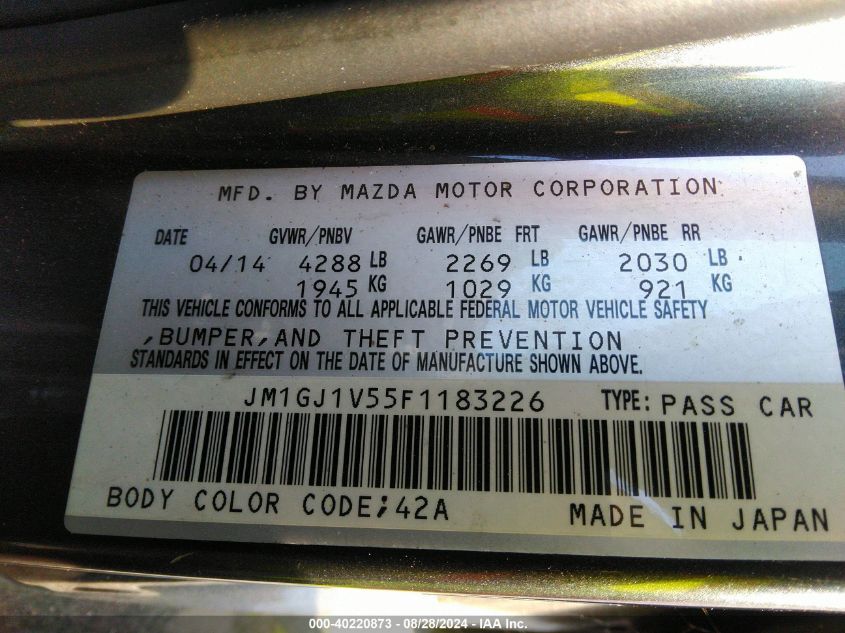 MFD. BY MAZDA MOTOR CORPORATION
DATE GVWR/PNBV GAWR/PNBE FRT GAWR/PNBE RR
04/14 4288 LB 2269 LB 2030 LB
1945 KG 1029 KG 921 KG
THIS VEHICLE CONFORMS TO ALL APPLICABLE FEDERAL MOTOR VEHICLE SAFETY
,BUMPER,AND THEFT PREVENTION
STANDARDS IN EFFECT ON THE DATE OF MANUFACTURE SHOWN ABOVE.
JM1GJ1V55F1183226 TYPE: PASS CAR
BODY COLOR CODE;42A MADE IN JAPAN
000-40220873 - 08/28/2024 - IAA Inc.